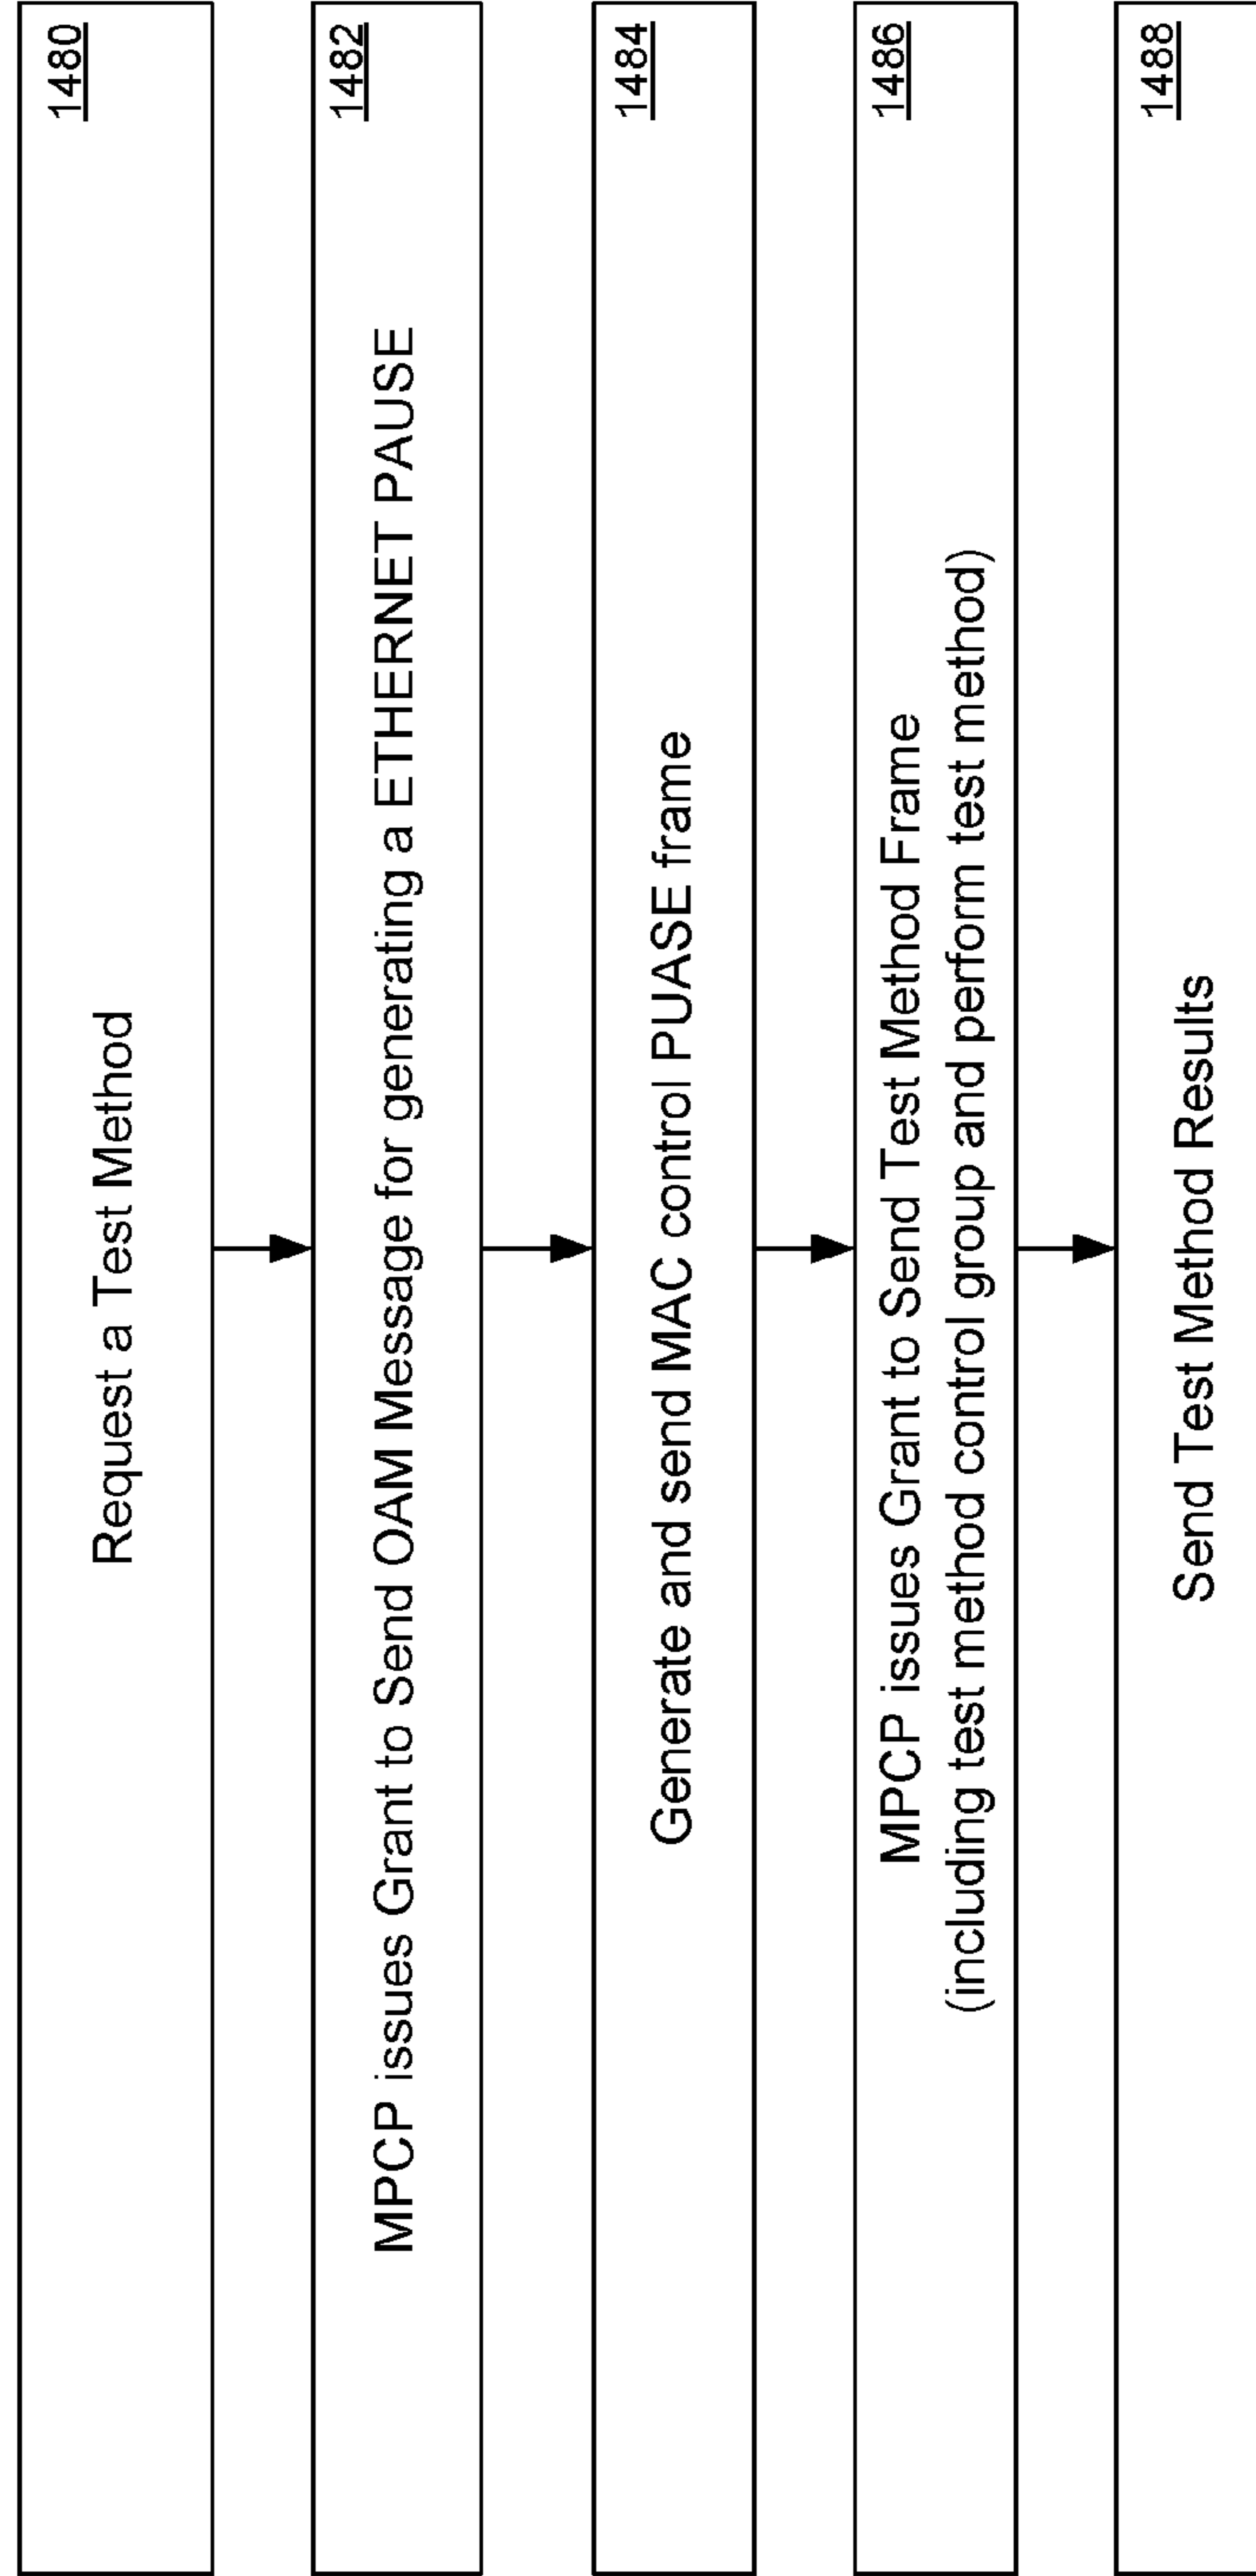 1480
Request a Test Method
1482
MPCP issues Grant to Send OAM Message for generating a ETHERNET PAUSE
1484
Generate and send MAC control PUASE frame
1486
MPCP issues Grant to Send Test Method Frame
(including test method control group and perform test method)
1488
Send Test Method Results